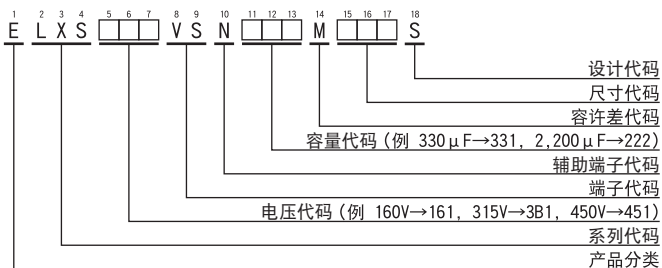 1 2 3 4 5 6 7 8 9 10 11 12 13 14 15 16 17 18
E L X S □□□ V S N □□□ M □□□ S
设计代码
尺寸代码
容许差代码
容量代码 (例 330μF→331, 2,200μF→222)
辅助端子代码
端子代码
电压代码 (例 160V→161, 315V→3B1, 450V→451)
系列代码
产品分类